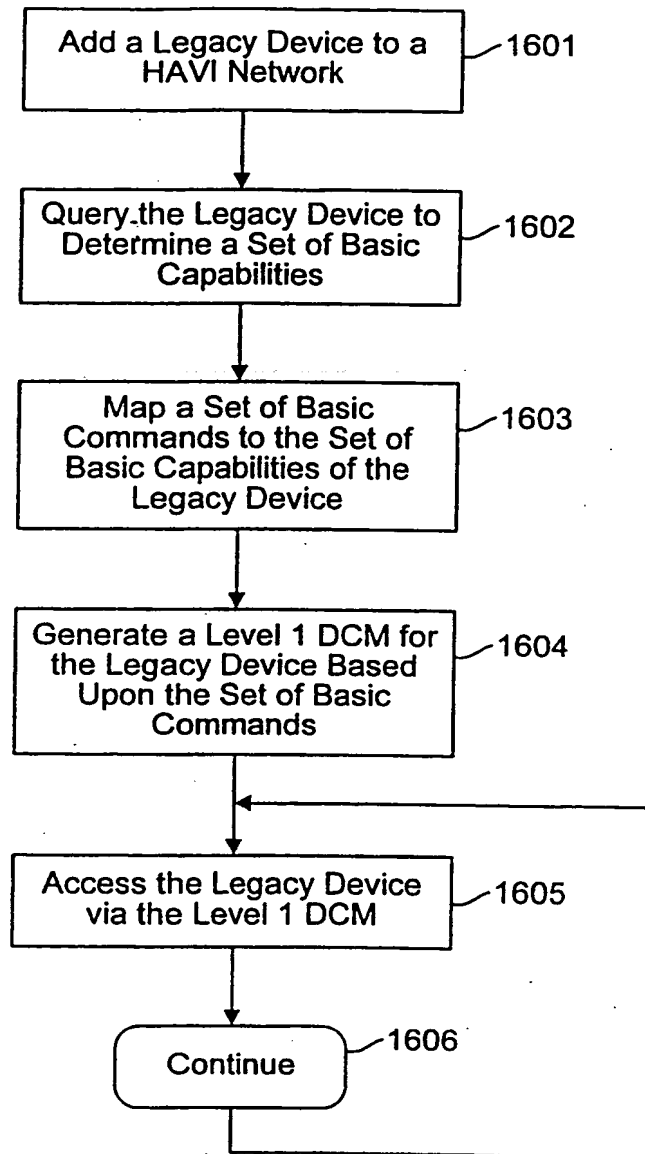 Add a Legacy Device to a
HAVI Network
1601
Query the Legacy Device to
Determine a Set of Basic
Capabilities
1602
Map a Set of Basic
Commands to the Set of
Basic Capabilities of the
Legacy Device
1603
Generate a Level 1 DCM for
the Legacy Device Based
Upon the Set of Basic
Commands
1604
Access the Legacy Device
via the Level 1 DCM
1605
Continue
1606